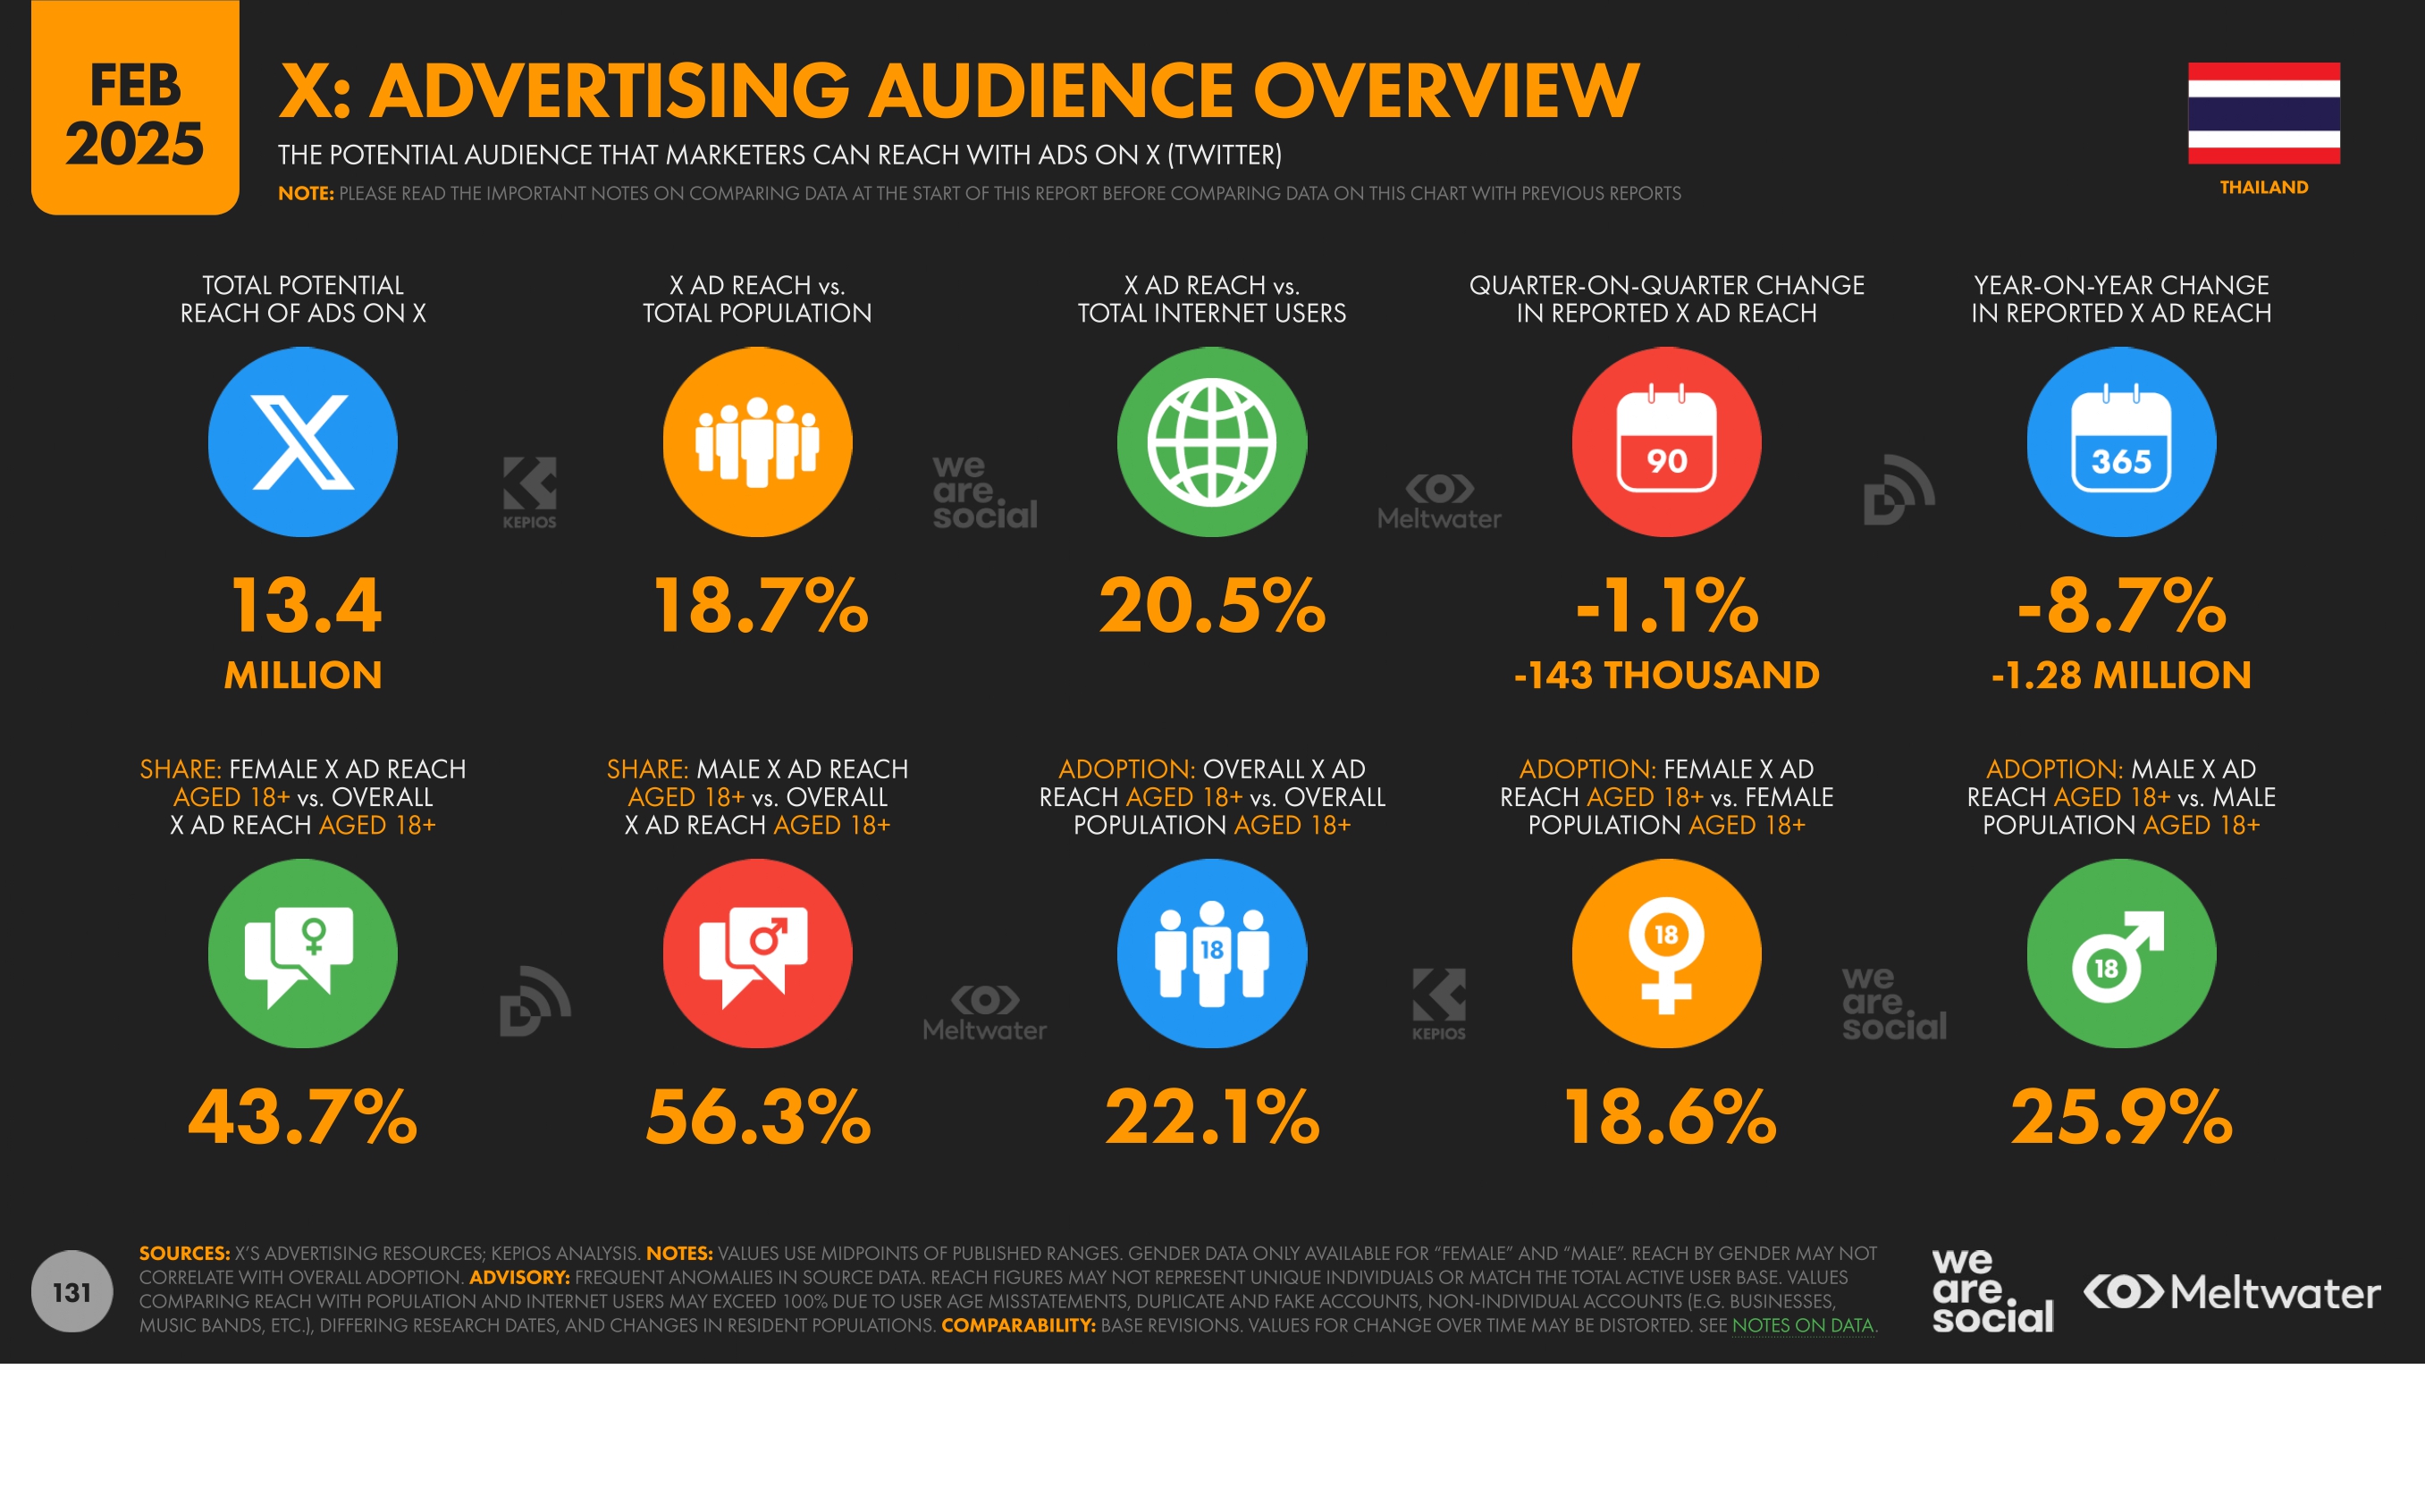 FEB
2025
X: ADVERTISING AUDIENCE OVERVIEW
THE POTENTIAL AUDIENCE THAT MARKETERS CAN REACH WITH ADS ON X (TWITTER)
NOTE: PLEASE READ THE IMPORTANT NOTES ON COMPARING DATA AT THE START OF THIS REPORT BEFORE COMPARING DATA ON THIS CHART WITH PREVIOUS REPORTS
THAILAND
TOTAL POTENTIAL
REACH OF ADS ON X
X AD REACH vs.
TOTAL POPULATION
X AD REACH vs.
TOTAL INTERNET USERS
QUARTER-ON-QUARTER CHANGE
IN REPORTED X AD REACH
YEAR-ON-YEAR CHANGE
IN REPORTED X AD REACH
90
365
KEPIOS
we
are
social
Meltwater
13.4
MILLION
18.7%
20.5%
-1.1%
-143 THOUSAND
-8.7%
-1.28 MILLION
SHARE: FEMALE X AD REACH
AGED 18+ vs. OVERALL
X AD REACH AGED 18+
SHARE: MALE X AD REACH
AGED 18+ vs. OVERALL
X AD REACH AGED 18+
ADOPTION: OVERALL X AD
REACH AGED 18+ vs. OVERALL
POPULATION AGED 18+
ADOPTION: FEMALE X AD
REACH AGED 18+ vs. FEMALE
POPULATION AGED 18+
ADOPTION: MALE X AD
REACH AGED 18+ vs. MALE
POPULATION AGED 18+
18
18
18
Meltwater
KEPIOS
we
are
social
43.7%
56.3%
22.1%
18.6%
25.9%
131
SOURCES: X'S ADVERTISING RESOURCES; KEPIOS ANALYSIS. NOTES: VALUES USE MIDPOINTS OF PUBLISHED RANGES. GENDER DATA ONLY AVAILABLE FOR “FEMALE” AND “MALE”. REACH BY GENDER MAY NOT
CORRELATE WITH OVERALL ADOPTION. ADVISORY: FREQUENT ANOMALIES IN SOURCE DATA. REACH FIGURES MAY NOT REPRESENT UNIQUE INDIVIDUALS OR MATCH THE TOTAL ACTIVE USER BASE. VALUES
COMPARING REACH WITH POPULATION AND INTERNET USERS MAY EXCEED 100% DUE TO USER AGE MISSTATEMENTS, DUPLICATE AND FAKE ACCOUNTS, NON-INDIVIDUAL ACCOUNTS (E.G. BUSINESSES,
MUSIC BANDS, ETC.), DIFFERING RESEARCH DATES, AND CHANGES IN RESIDENT POPULATIONS. COMPARABILITY: BASE REVISIONS. VALUES FOR CHANGE OVER TIME MAY BE DISTORTED. SEE NOTES ON DATA.
we
are
social
Meltwater